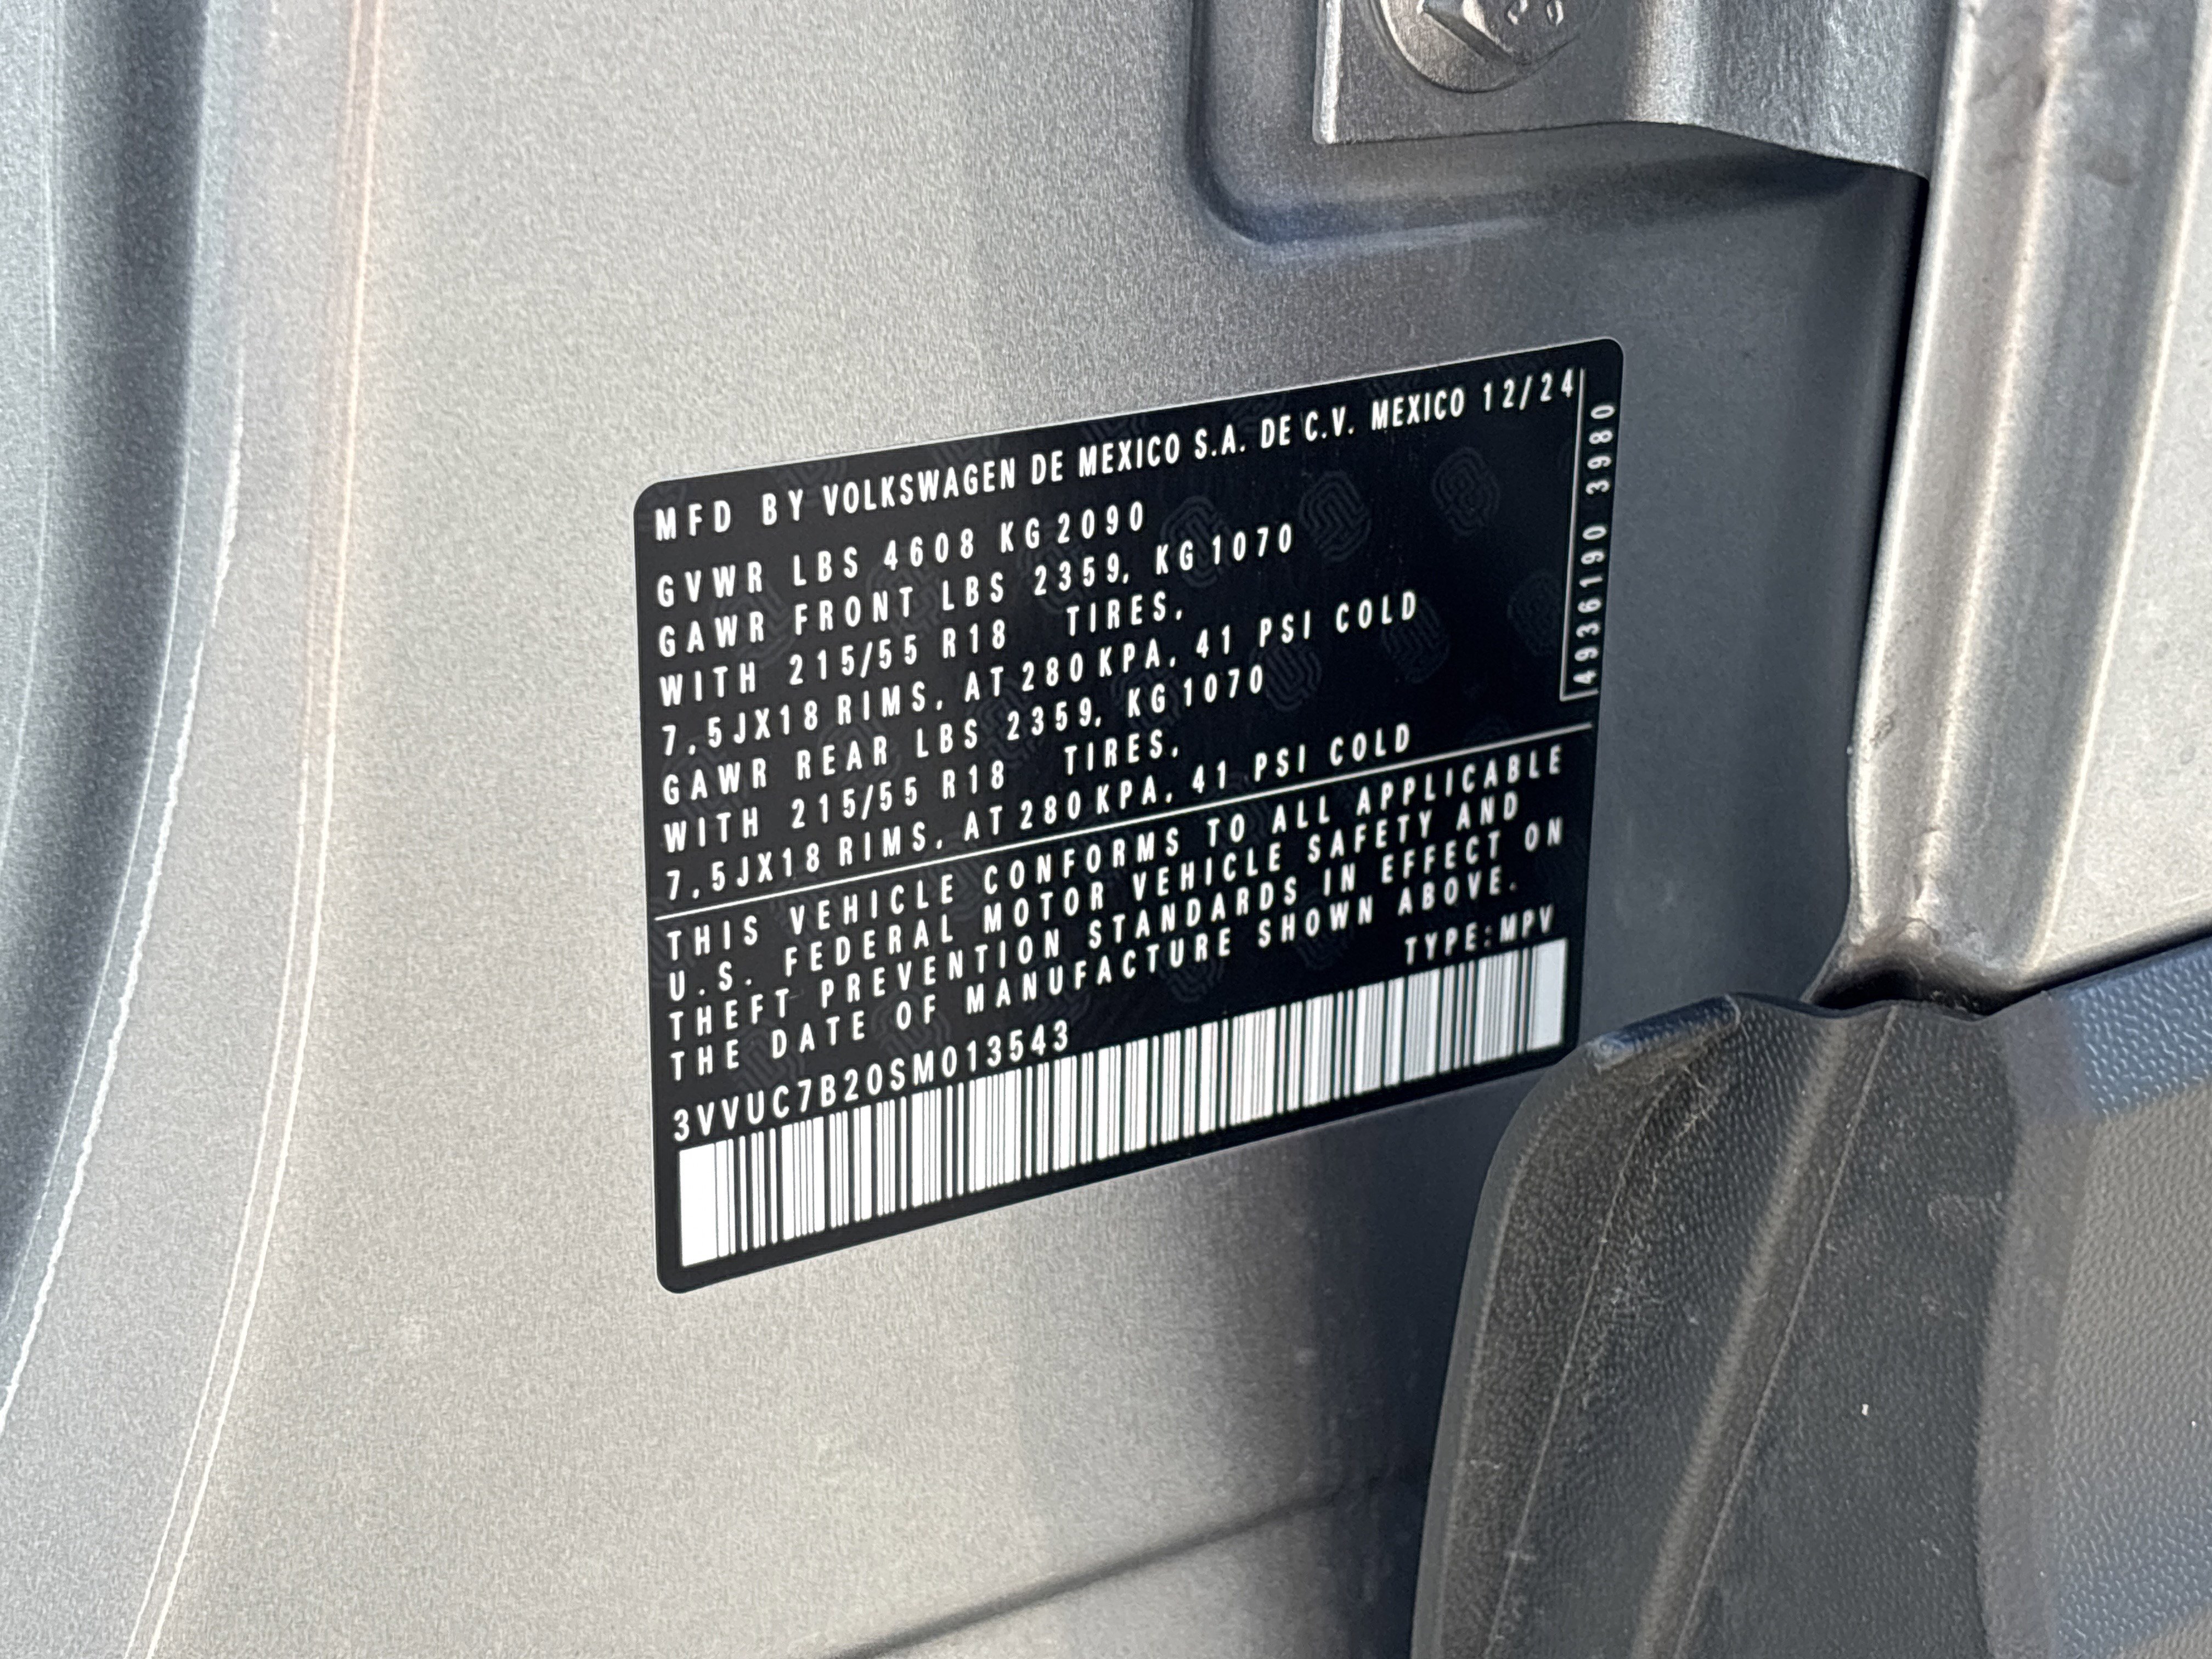 MFD BY VOLKSWAGEN DE MEXICO S.A. DE C.V. MEXICO 12/24
GVWR LBS 4608 KG 2090
GAWR FRONT LBS 2359, KG 1070
WITH 215/55 R18 TIRES,
7.5JX18 RIMS, AT 280 KPA, 41 PSI COLD
GAWR REAR LBS 2359, KG 1070
WITH 215/55 R18 TIRES,
7.5JX18 RIMS, AT 280 KPA, 41 PSI COLD
4936190 3980
THIS VEHICLE CONFORMS TO ALL APPLICABLE
U.S. FEDERAL MOTOR VEHICLE SAFETY AND
THEFT PREVENTION STANDARDS IN EFFECT ON
THE DATE OF MANUFACTURE SHOWN ABOVE.
TYPE:MPV
3VVUC7B20SM013543